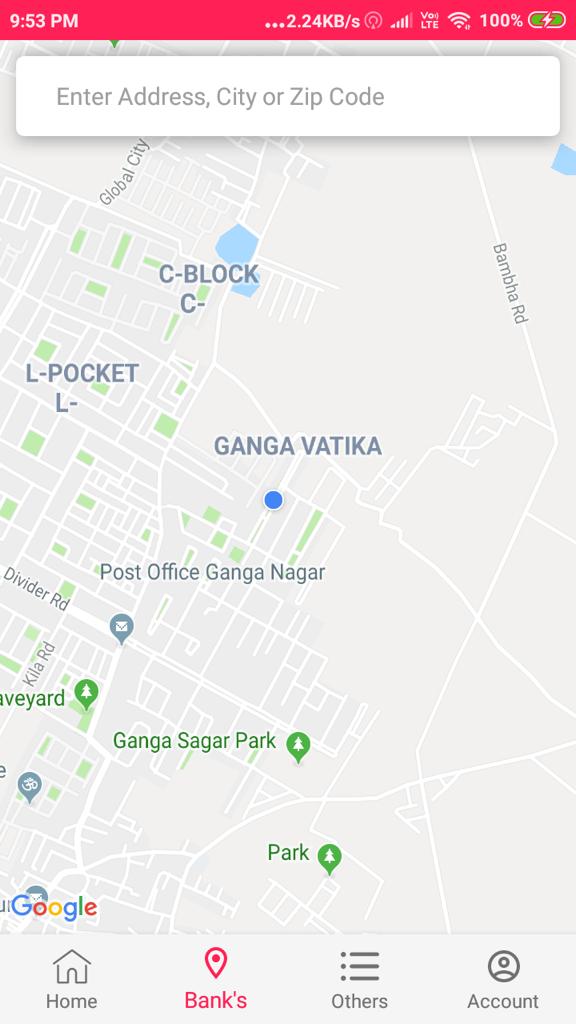 9:53 PM
...2.24KB/s
Vo))
LTE
100%
Enter Address, City or Zip Code
Global City
Bambha Rd
C-BLOCK
C-
L-POCKET
L-
GANGA VATIKA
Post Office Ganga Nagar
Divider Rd
Kila Rd
aveyard
Ganga Sagar Park
e
Park
Google
Home
Bank's
Others
Account